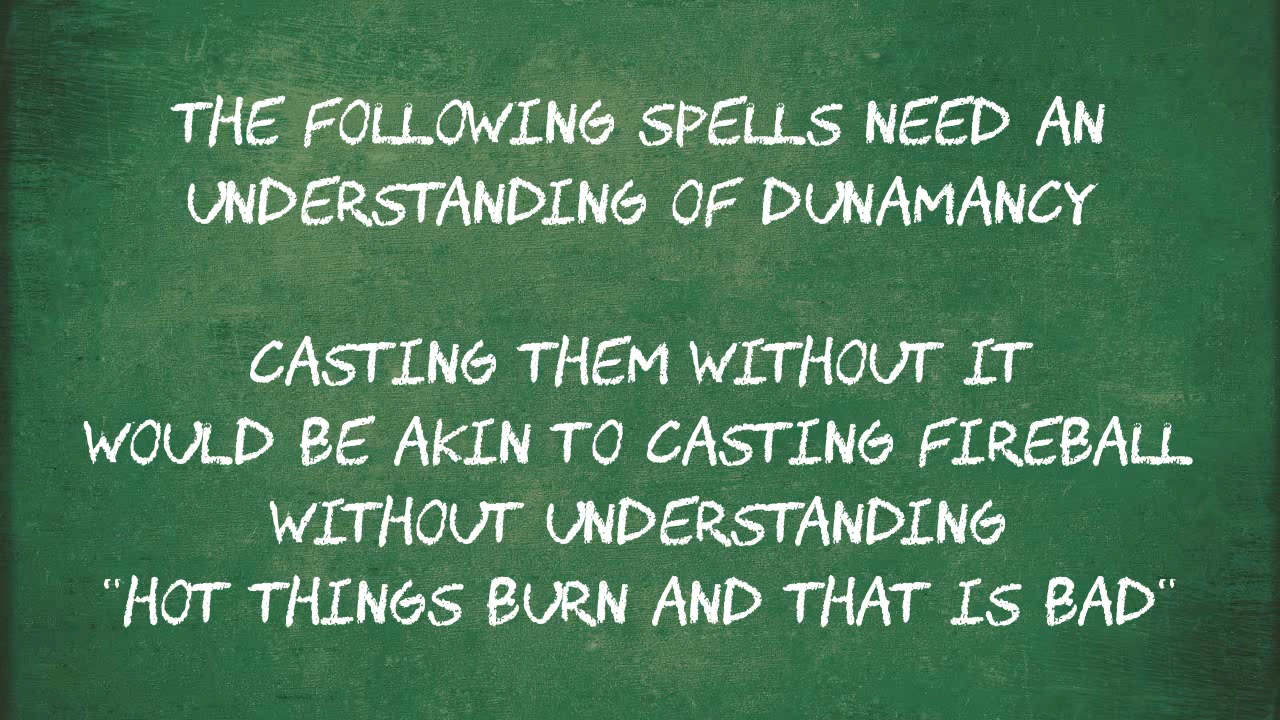 THE FOLLOWING SPELLS NEED AN
UNDERSTANDING OF DUNAMANCY
CASTING THEM WITHOUT IT
WOULD BE AKIN TO CASTING FIREBALL
WITHOUT UNDERSTANDING
“HOT THINGS BURN AND THAT IS BAD“